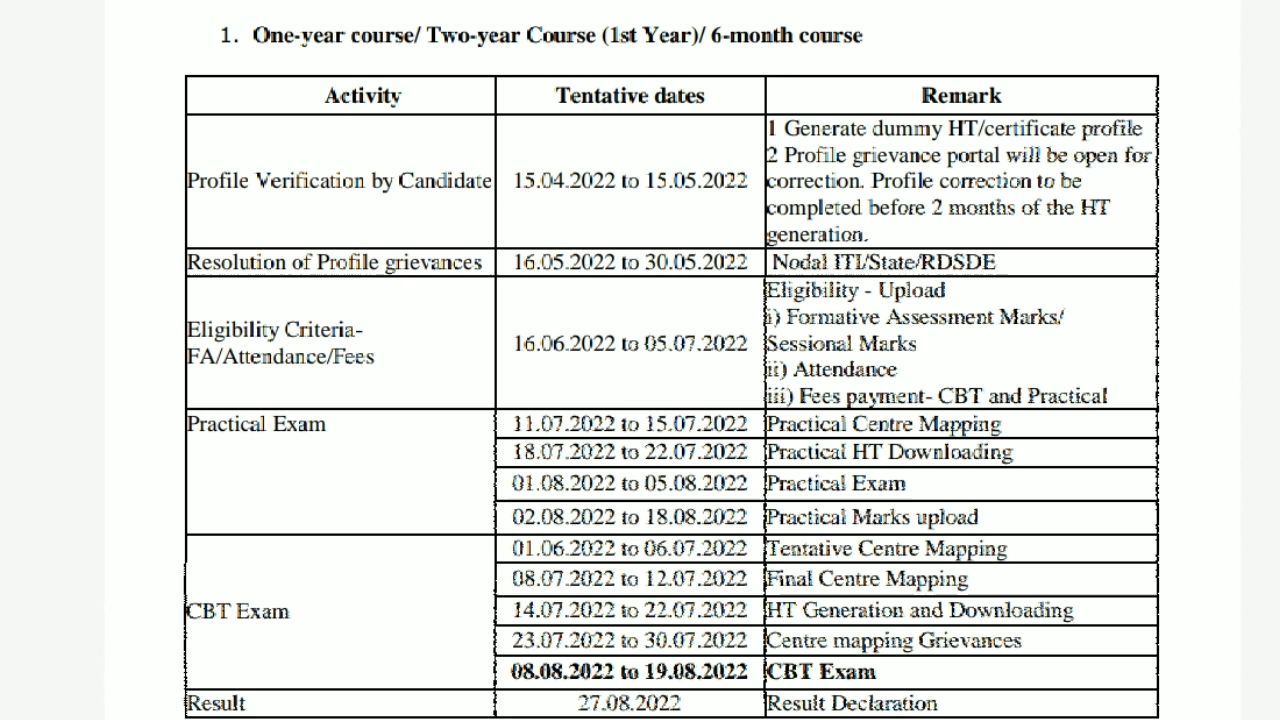 1. One-year course/ Two-year Course (1st Year)/ 6-month course
Activity Tentative dates Remark
Profile Verification by Candidate 15.04.2022 to 15.05.2022
1 Generate dummy HT/certificate profile
2 Profile grievance portal will be open for
correction. Profile correction to be
completed before 2 months of the HT
generation.
Resolution of Profile grievances 16.05.2022 to 30.05.2022 Nodal ITI/State/RDSDE
Eligibility Criteria-
FA/Attendance/Fees
16.06.2022 to 05.07.2022
Eligibility - Upload
i) Formative Assessment Marks/
Sessional Marks
ii) Attendance
iii) Fees payment- CBT and Practical
Practical Exam 11.07.2022 to 15.07.2022 Practical Centre Mapping
18.07.2022 to 22.07.2022 Practical HT Downloading
01.08.2022 to 05.08.2022 Practical Exam
02.08.2022 to 18.08.2022 Practical Marks upload
CBT Exam
01.06.2022 to 06.07.2022 Tentative Centre Mapping
08.07.2022 to 12.07.2022 Final Centre Mapping
14.07.2022 to 22.07.2022 HT Generation and Downloading
23.07.2022 to 30.07.2022 Centre mapping Grievances
08.08.2022 to 19.08.2022 CBT Exam
Result 27.08.2022 Result Declaration